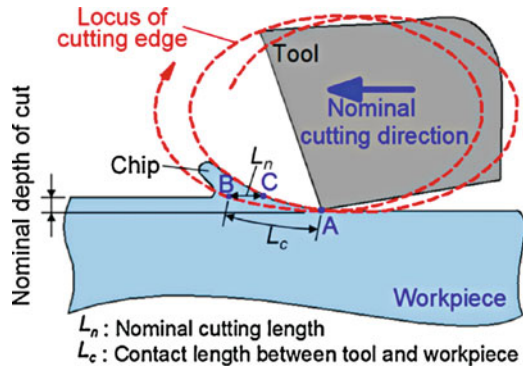 Locus of
cutting edge
Tool
Nominal
cutting direction
Nominal depth of cut
Chip
Ln
B
C
A
Lc
Workpiece
Ln : Nominal cutting length
Lc : Contact length between tool and workpiece